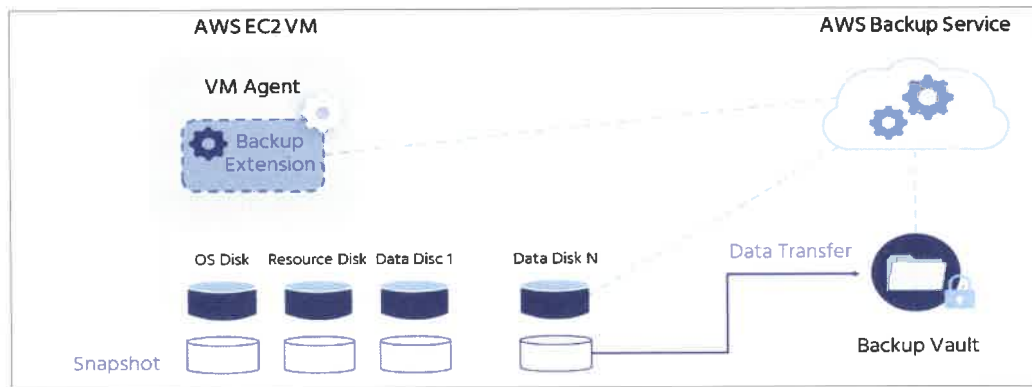 AWS EC2 VM
AWS Backup Service
VM Agent
Backup
Extension
OS Disk
Resource Disk
Data Disc 1
Data Disk N
Data Transfer
Snapshot
Backup Vault